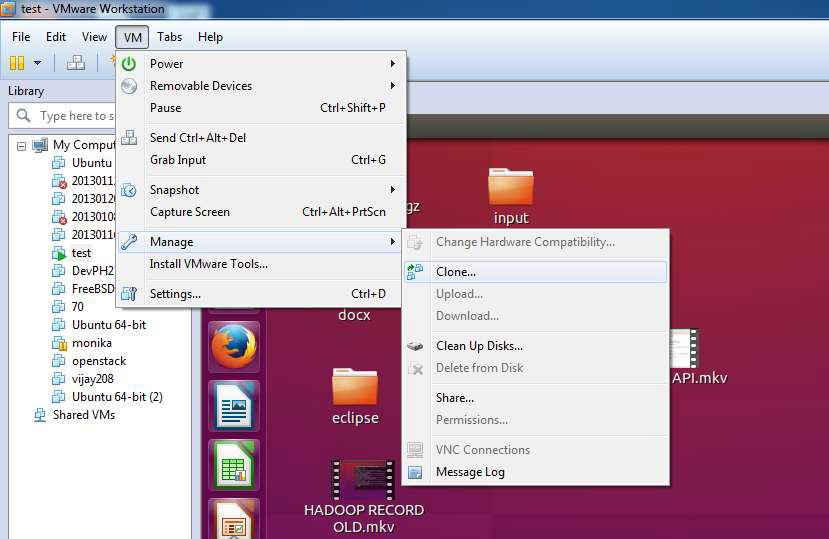 test - VMware Workstation
File Edit View VM Tabs Help
Library
Type here to s
My Comput
Ubuntu
2013011
2013012
2013010
2013011
test
DevPH2
FreeBSD
70
Ubuntu 64-bit
monika
openstack
vijay208
Ubuntu 64-bit (2)
Shared VMs
Power
Removable Devices
Pause Ctrl+Shift+P
Send Ctrl+Alt+Del
Grab Input Ctrl+G
Snapshot
Capture Screen Ctrl+Alt+PrtScn
Manage
Install VMware Tools...
Settings... Ctrl+D
Change Hardware Compatibility...
Clone...
Upload...
Download...
Clean Up Disks...
Delete from Disk
Share...
Permissions...
VNC Connections
Message Log
gz
input
docx
API.mkv
eclipse
HADOOP RECORD
OLD.mkv